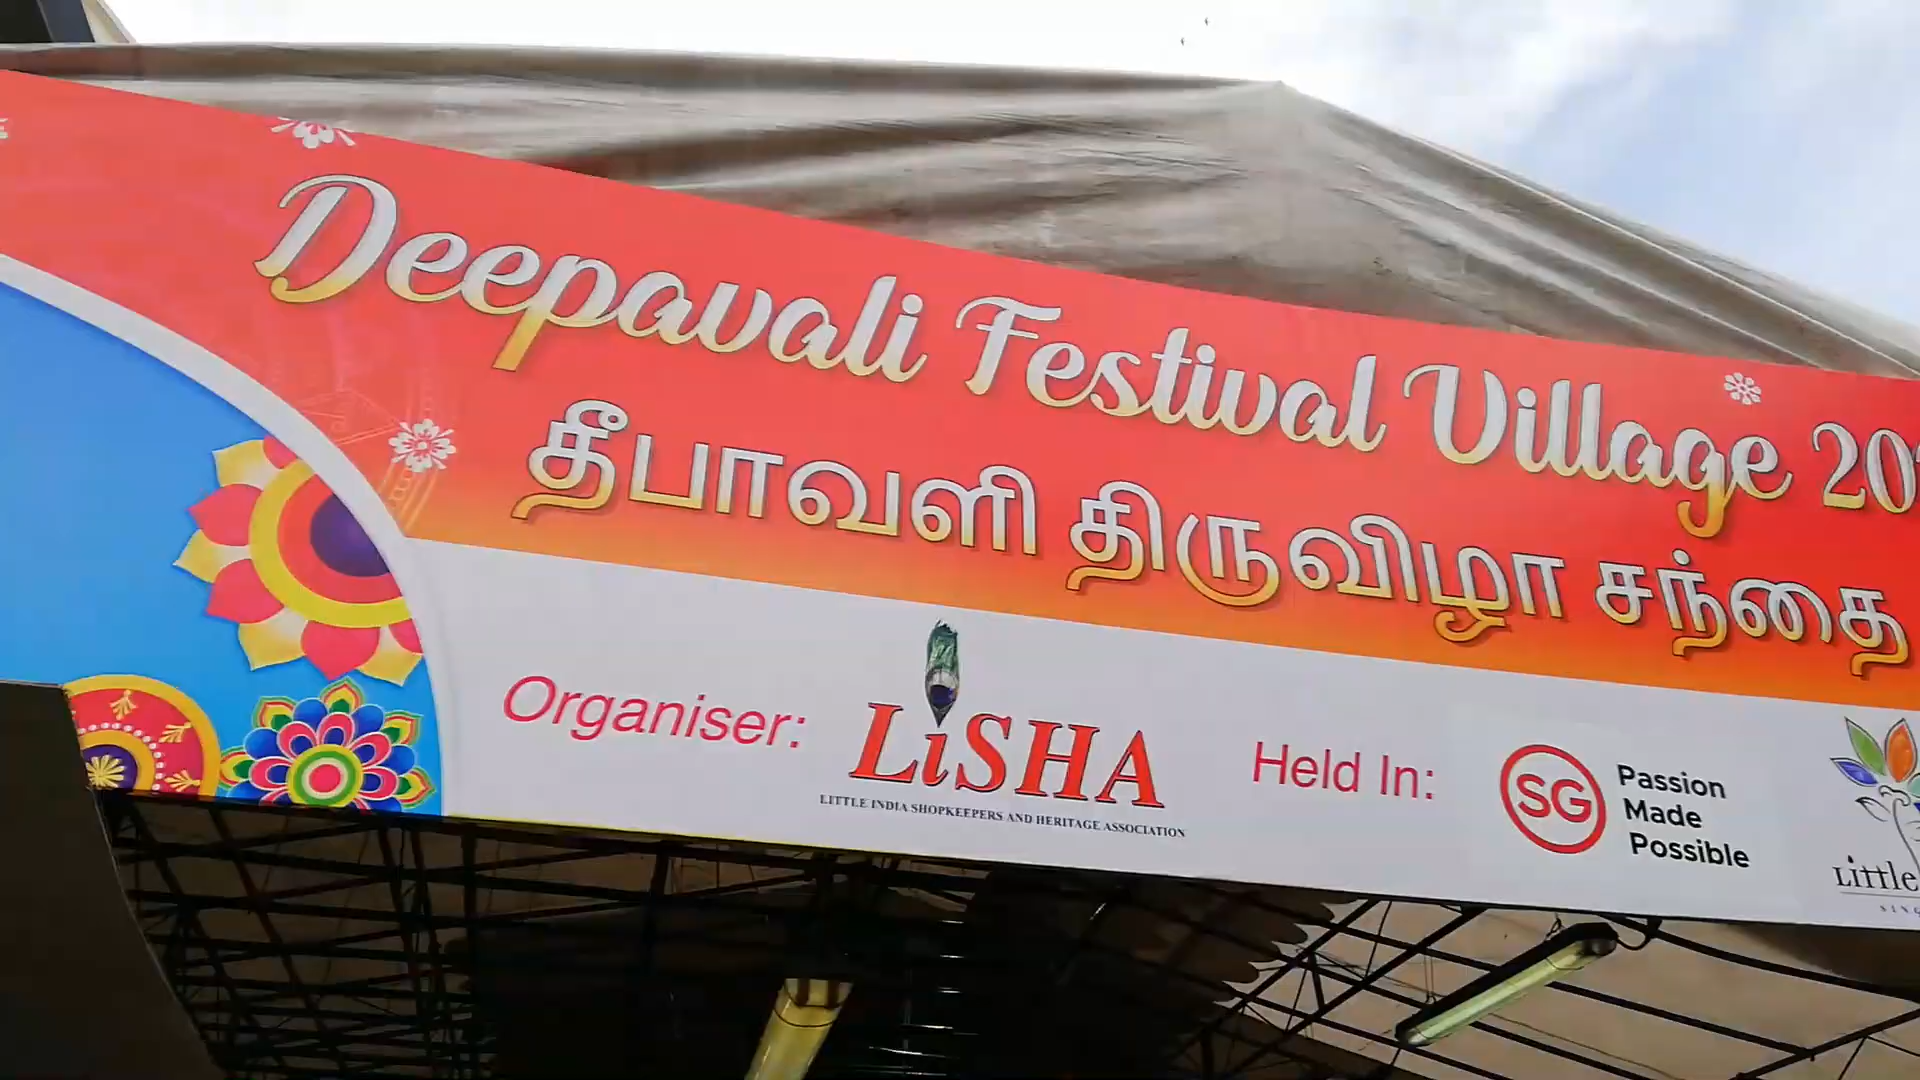 Deepavali Festival Village
தீபாவளி திருவிழா சந்தை
Organiser:
LiSHA
LITTLE INDIA SHOPKEEPERS AND HERITAGE ASSOCIATION
Held In:
SG
Passion
Made
Possible
Little